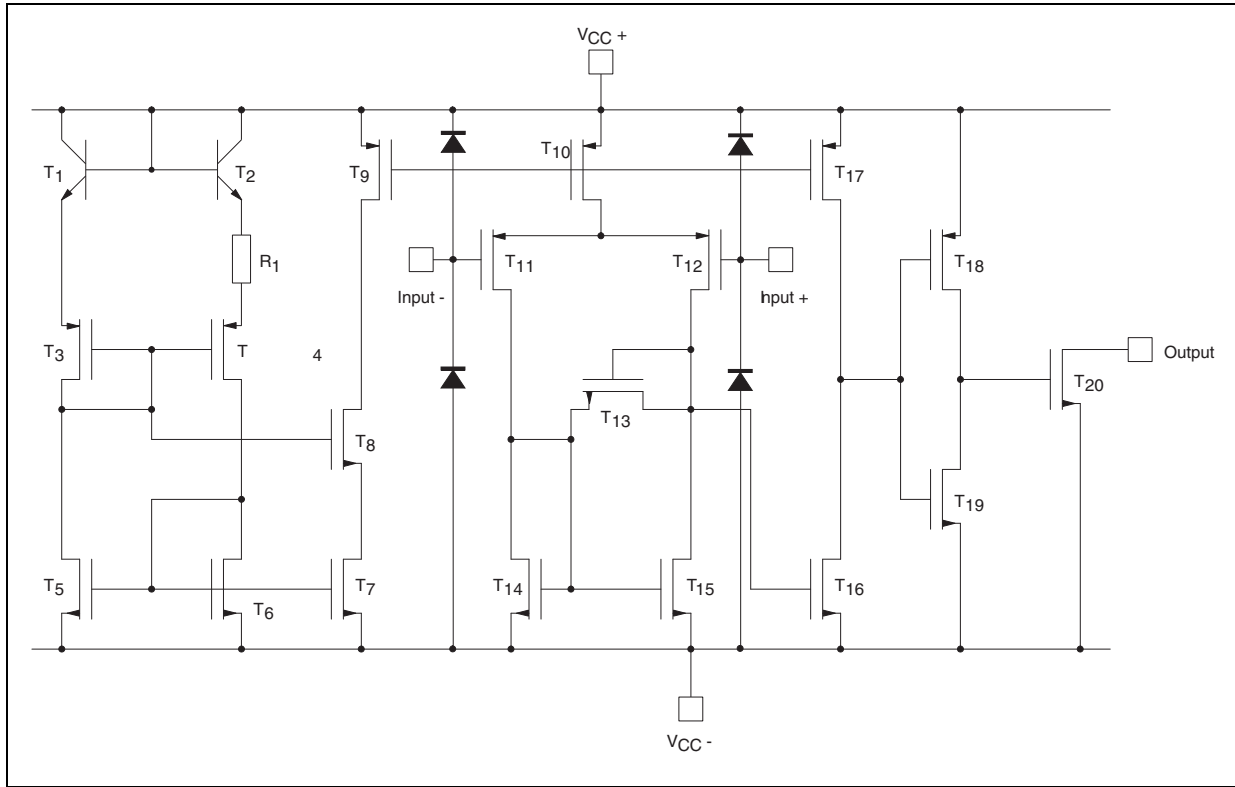 VCC +
T1
T2
T9
T10
T17
R1
T11
T12
T18
Input -
Input +
T3
T
4
T13
T20
Output
T8
T19
T5
T6
T7
T14
T15
T16
VCC -